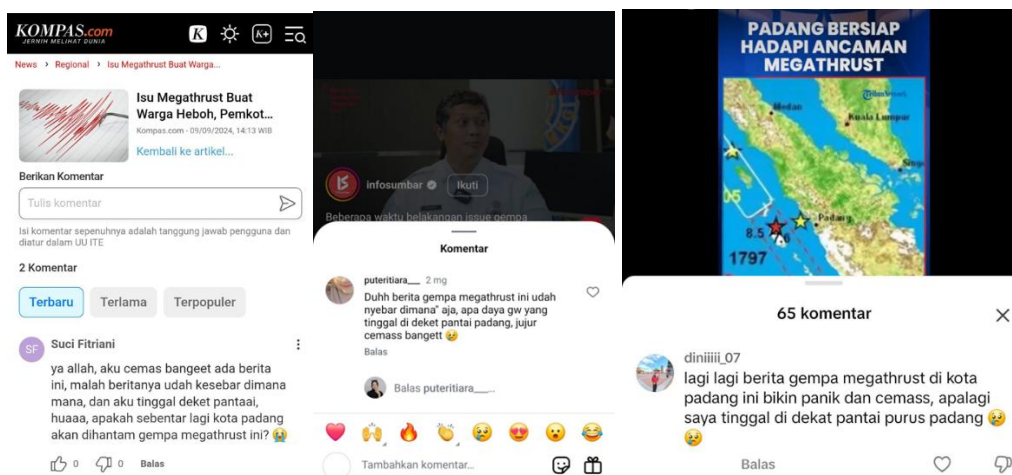 KOMPAS.com
JERNIH MELIHAT DUNIA
K
K+
News > Regional > Isu Megathrust Buat Warga...
Isu Megathrust Buat
Warga Heboh, Pemkot...
Kompas.com - 09/09/2024, 14:13 WIB
Kembali ke artikel...
Berikan Komentar
Tulis komentar
Isi komentar sepenuhnya adalah tanggung jawab pengguna dan
diatur dalam UU ITE
2 Komentar
Terbaru
Terlama
Terpopuler
SF
Suci Fitriani
ya allah, aku cemas bangeet ada berita
ini, malah beritanya udah kesebar dimana
mana, dan aku tinggal deket pantaai,
huaaa, apakah sebentar lagi kota padang
akan dihantam gempa megathrust ini? 😭
0
0
Balas
infosumbar
Ikuti
Beberapa waktu belakangan issue gempa
Komentar
puteritiara__ 2 mg
Duhh berita gempa megathrust ini udah
nyebar dimana" aja, apa daya gw yang
tinggal di deket pantai padang, jujur
cemass bangett 😢
Balas
Balas puteritiara__...
❤️ 🙌 🔥 👏 😢 😍 😮 😂
Tambahkan komentar...
PADANG BERSIAP
HADAPI ANCAMAN
MEGATHRUST
Medan
Kuala Lumpur
05
Padang
8.5
1797
65 komentar
diniiiii_07
lagi lagi berita gempa megathrust di kota
padang ini bikin panik dan cemass, apalagi
saya tinggal di dekat pantai purus padang 😢
😢
Balas